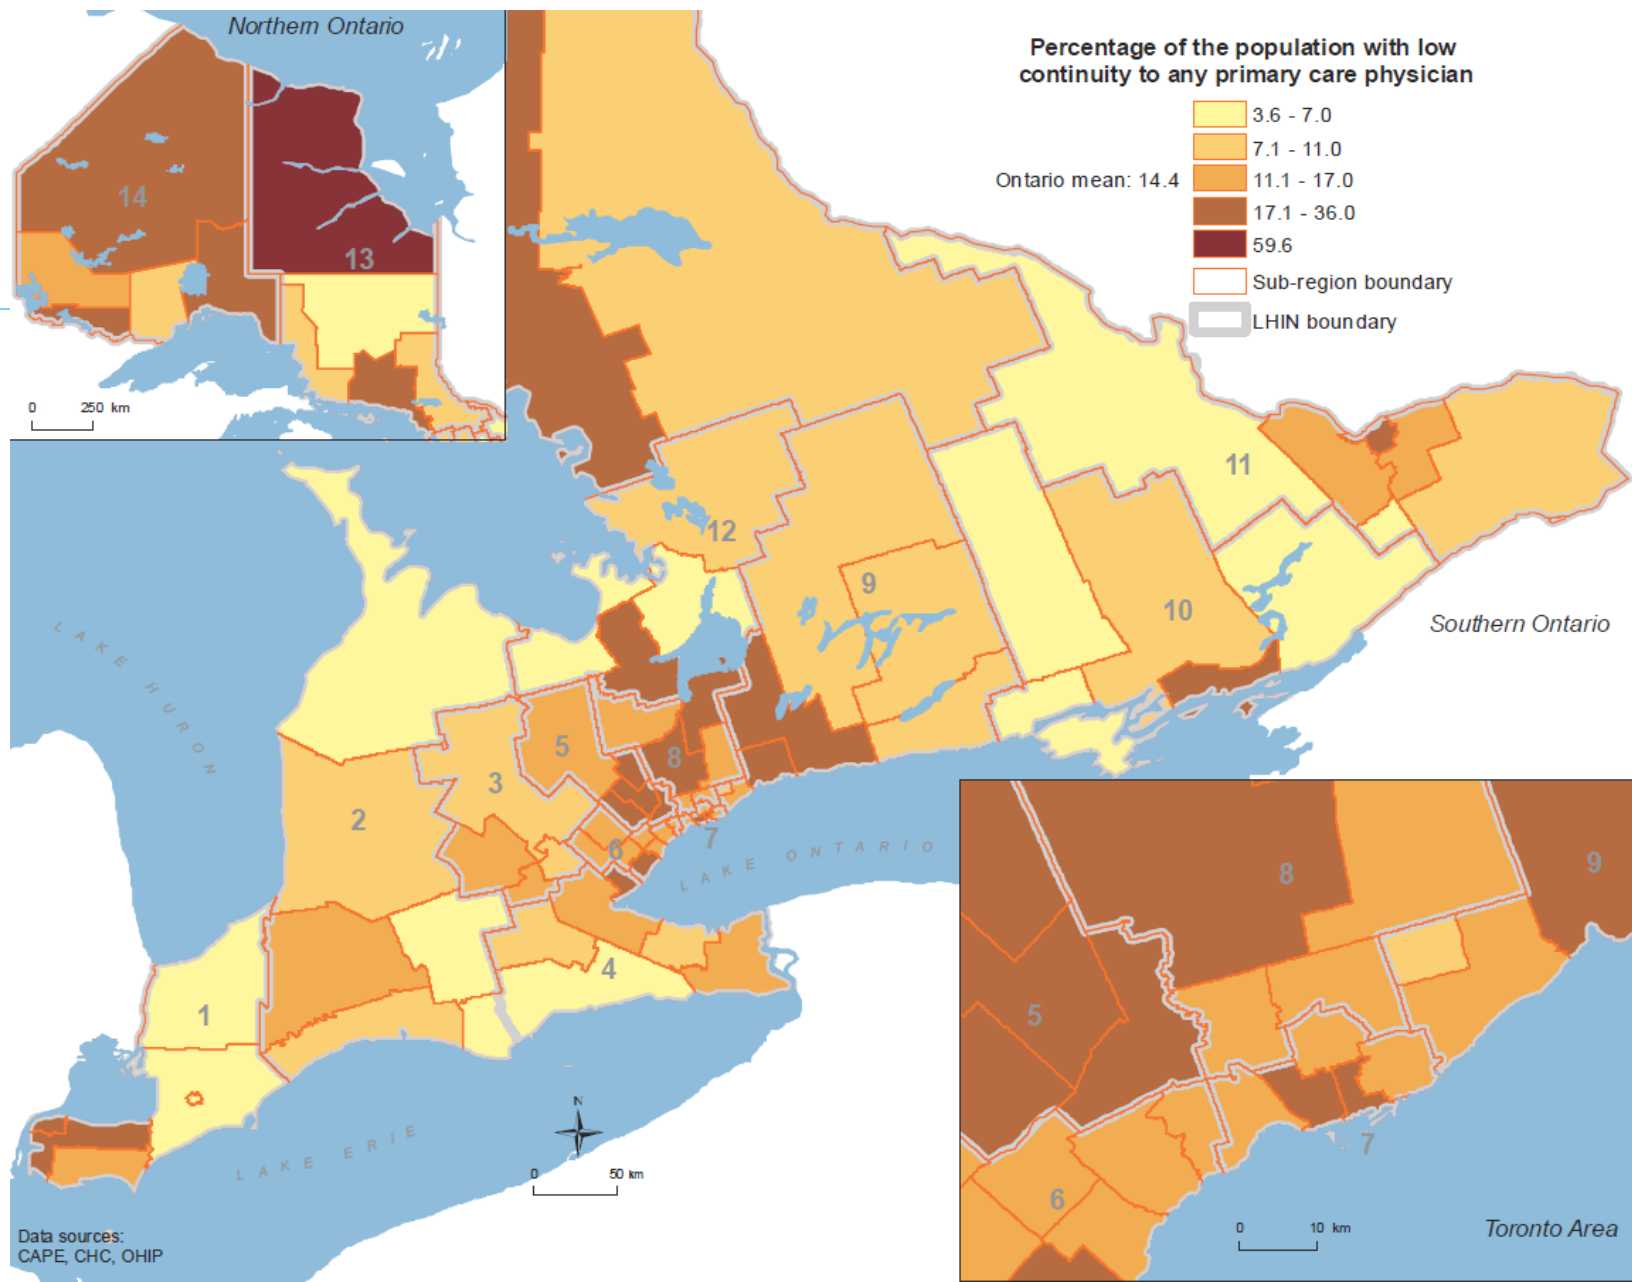 Northern Ontario
Percentage of the population with low
continuity to any primary care physician
3.6 - 7.0
7.1 - 11.0
Ontario mean: 14.4
11.1 - 17.0
17.1 - 36.0
59.6
Sub-region boundary
LHIN boundary
14
13
0 250 km
11
12
9
10
Southern Ontario
LAKE HURON
5
8
3
2
6
7
LAKE ONTARIO
4
1
N
0 50 km
LAKE ERIE
Data sources:
CAPE, CHC, OHIP
8
9
5
7
6
0 10 km
Toronto Area